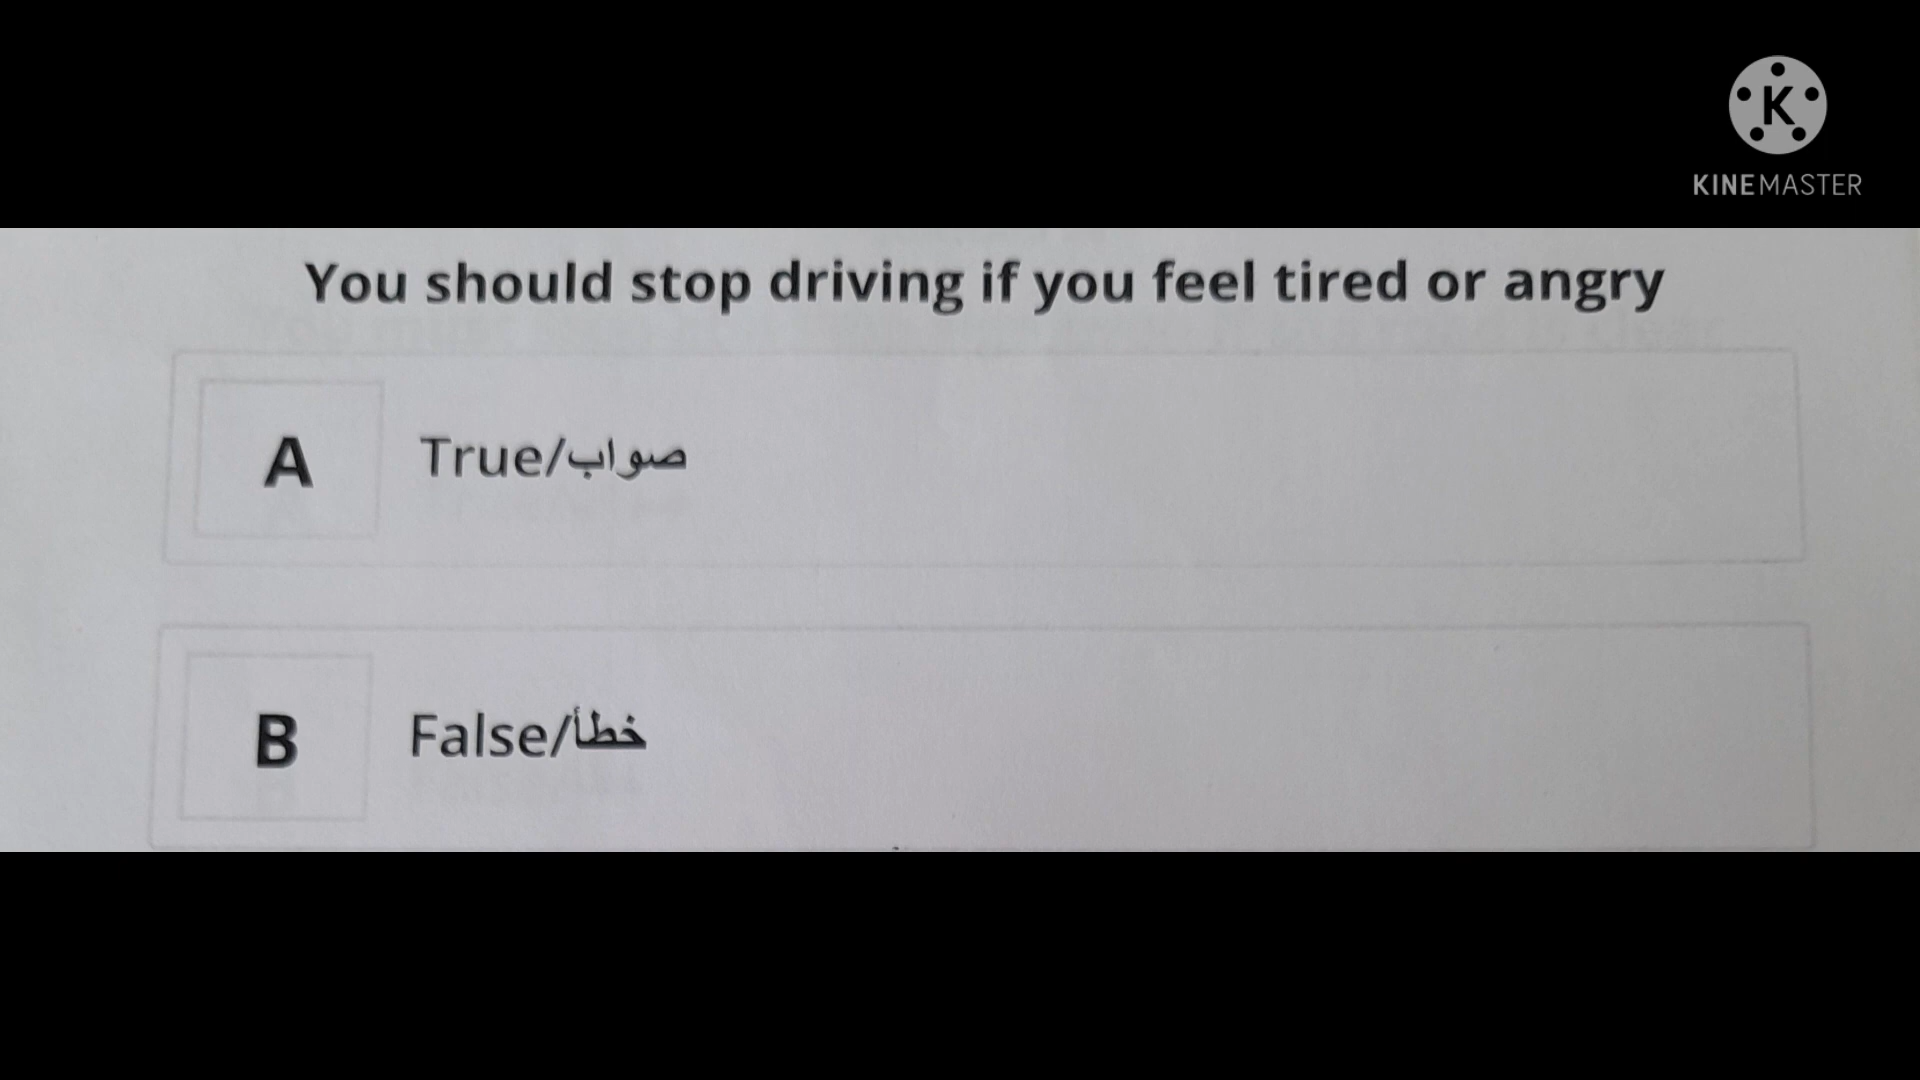 K
KINEMASTER
You should stop driving if you feel tired or angry
A True/صواب
B False/خطأ